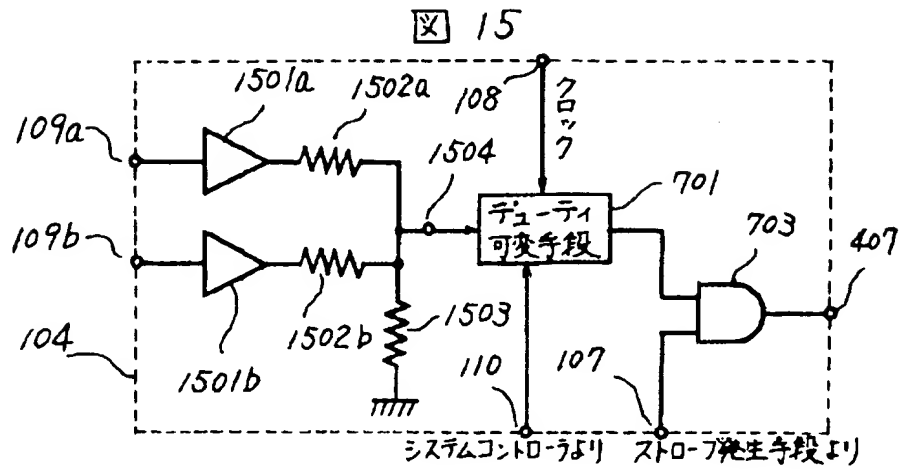 図 15
1501a
1502a
108
クロック
109a
1504
701
デューティ
可変手段
703
109b
407
1503
104
1502b
1501b
110
107
システムコントローラより
ストローブ発生手段より